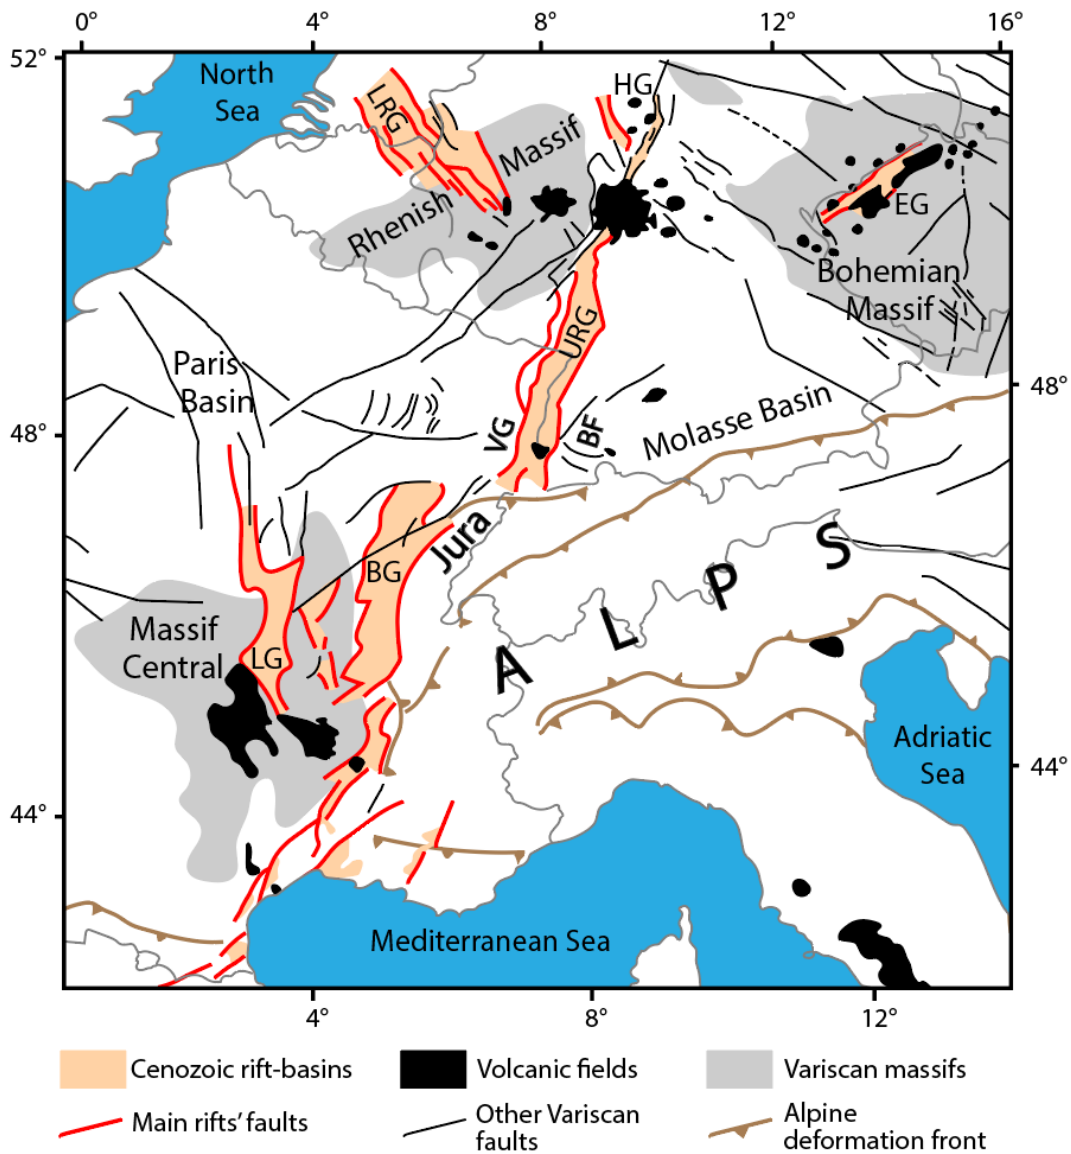 0° 4° 8° 12° 16°
52°
North
Sea
HG
LRG
Rhenish Massif
EG
Bohemian
Massif
URG
Paris
Basin
48°
VG
BF
Molasse Basin
48°
Jura
BG
ALPS
Massif
Central
LG
Adriatic
Sea
44°
44°
Mediterranean Sea
4° 8° 12°
Cenozoic rift-basins
Volcanic fields
Variscan massifs
Main rifts' faults
Other Variscan
faults
Alpine
deformation front